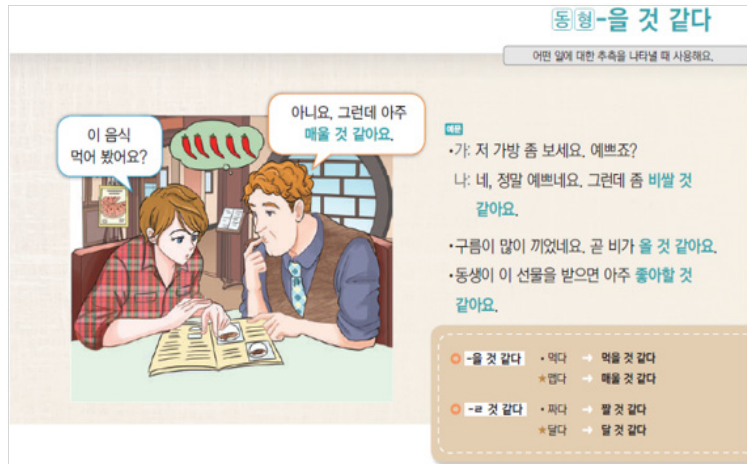 동 형 -을 것 같다
어떤 일에 대한 추측을 나타낼 때 사용해요.
이 음식
먹어 봤어요?
아니요, 그런데 아주
매울 것 같아요.
예문
•가: 저 가방 좀 보세요. 예쁘죠?
나: 네, 정말 예쁘네요. 그런데 좀 비쌀 것
같아요.
•구름이 많이 끼었네요. 곧 비가 올 것 같아요.
•동생이 이 선물을 받으면 아주 좋아할 것
같아요.
-을 것 같다 •먹다 → 먹을 것 같다
★맵다 → 매울 것 같다
-ㄹ 것 같다 •짜다 → 짤 것 같다
★달다 → 달 것 같다